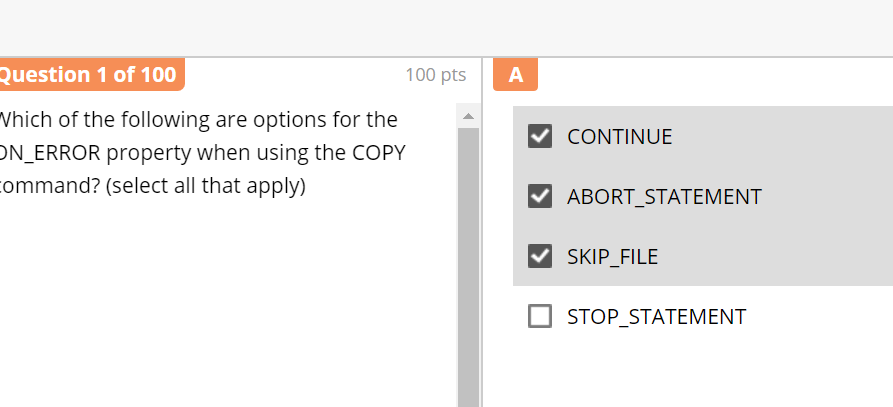 Question 1 of 100
100 pts
A
Which of the following are options for the
ON_ERROR property when using the COPY
command? (select all that apply)
CONTINUE
ABORT_STATEMENT
SKIP_FILE
STOP_STATEMENT